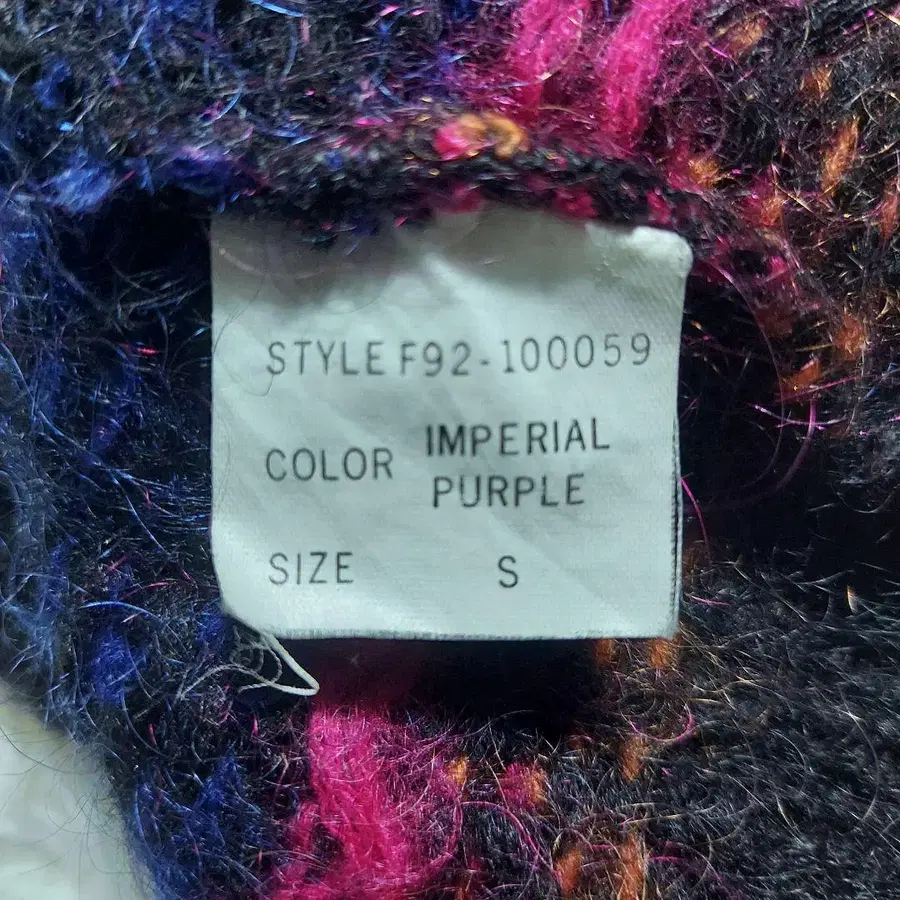 STYLE F92-100059
COLOR IMPERIAL PURPLE
SIZE S